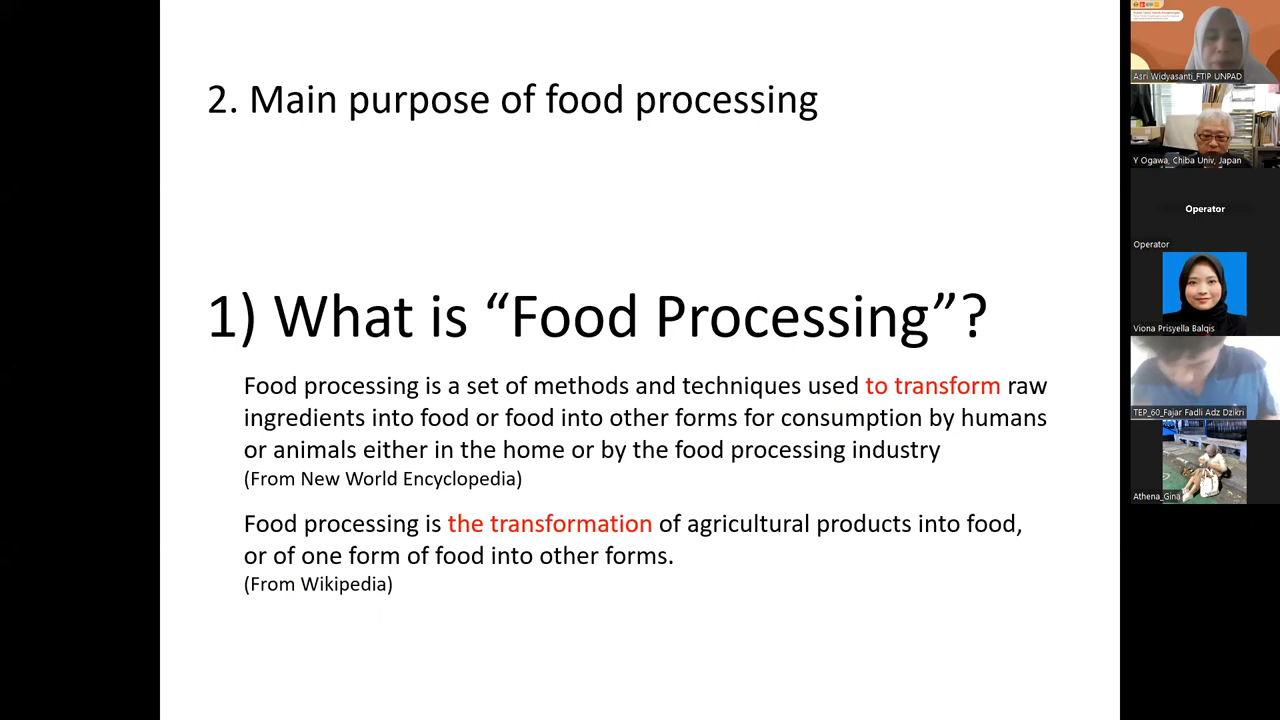 2. Main purpose of food processing
1) What is “Food Processing”?
Food processing is a set of methods and techniques used to transform raw
ingredients into food or food into other forms for consumption by humans
or animals either in the home or by the food processing industry
(From New World Encyclopedia)
Food processing is the transformation of agricultural products into food,
or of one form of food into other forms.
(From Wikipedia)
Asri Widyasanti_FTIP UNPAD
Y Ogawa, Chiba Univ, Japan
Operator
Operator
Viona Prisyella Balqis
TEP_60_Fajar Fadli Adz Dzikri
Athena_Gina